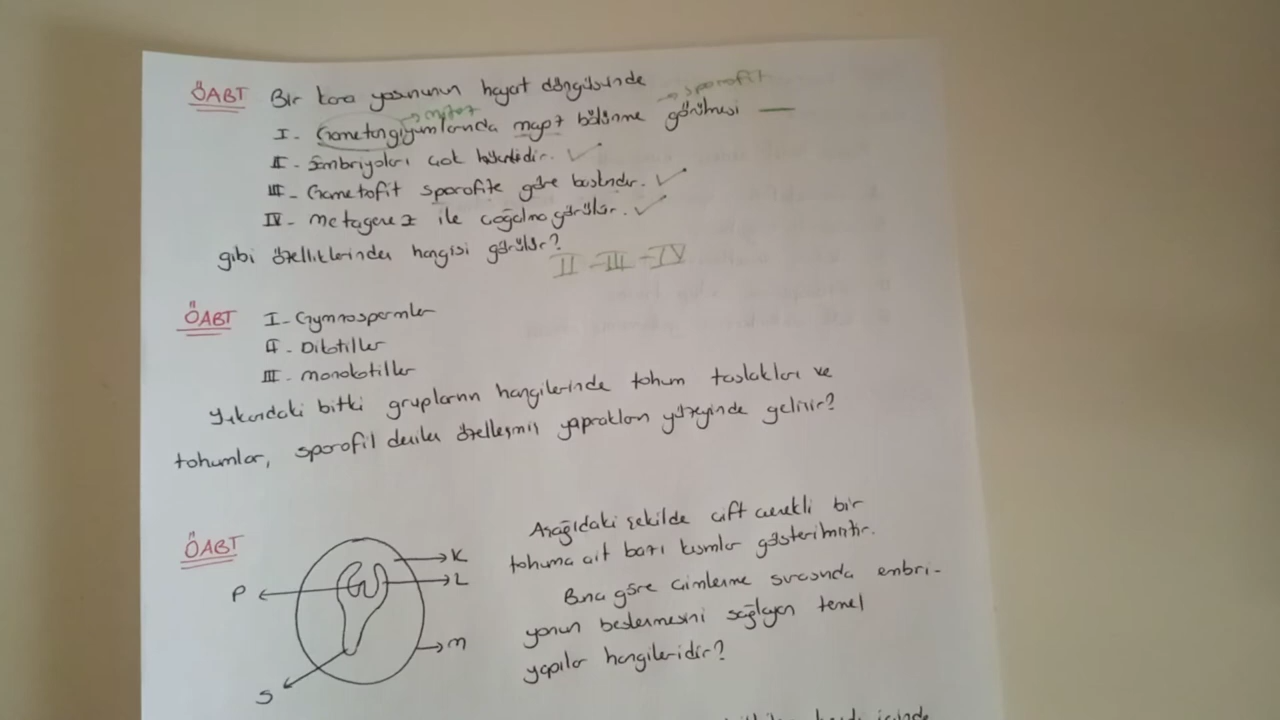 ÖABT Bir kara yosununun hayat döngüsünde
→ sporofit
→ mitoz
I - Gametangiyumlarında mayoz bölünme görülmesi —
II - Embriyoları çok hücrelidir. ✓
III - Gametofit sporofite göre baskındır. ✓
IV - Metagenez ile çoğalma görülür. ✓
gibi özelliklerinden hangisi görülür?
II - III - IV
ÖABT I - Gymnospermler
II - Dikotiller
III - monokotiller
Yukarıdaki bitki gruplarının hangilerinde tohum taslakları ve
tohumlar, sporofil denilen özelleşmiş yaprakların yüzeyinde gelişir?
ÖABT
Aşağıdaki şekilde çift çenekli bir
tohuma ait bazı kısımlar gösterilmiştir.
Buna göre çimlenme sırasında embri-
yonun beslenmesini sağlayan temel
yapılar hangileridir?
K
L
P
M
S